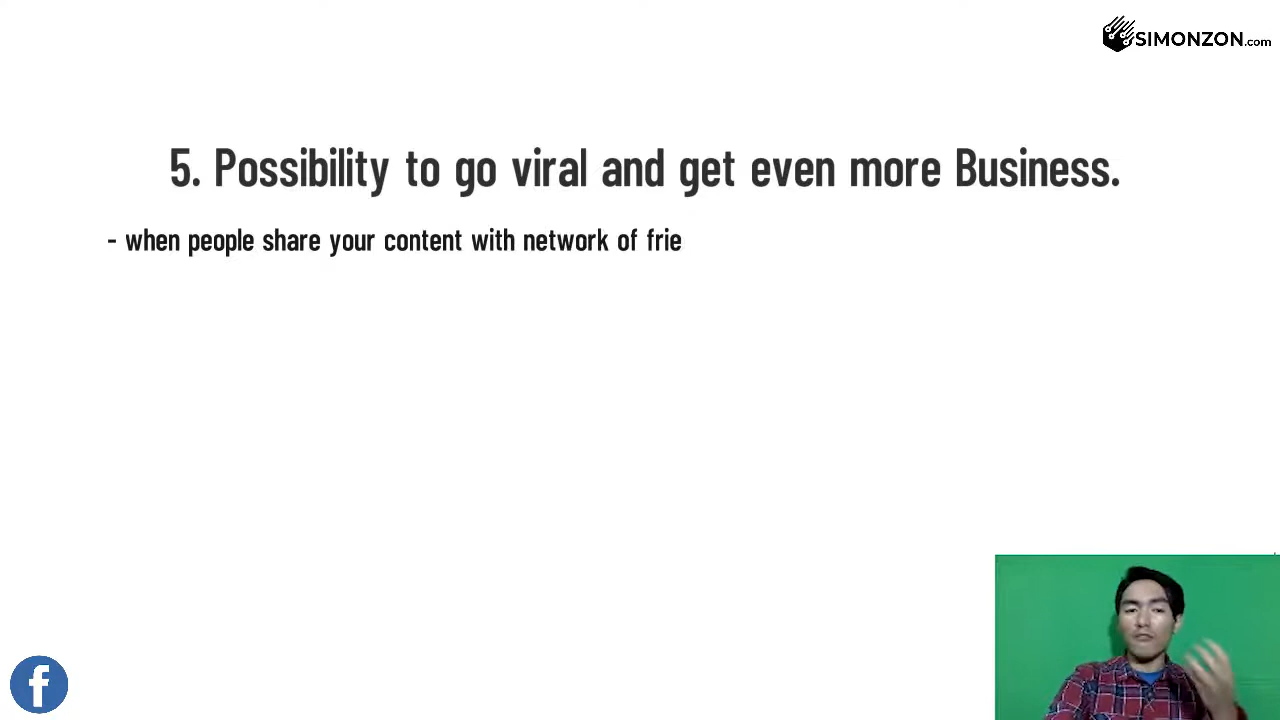 SIMONZON.com
5. Possibility to go viral and get even more Business.
- when people share your content with network of frie